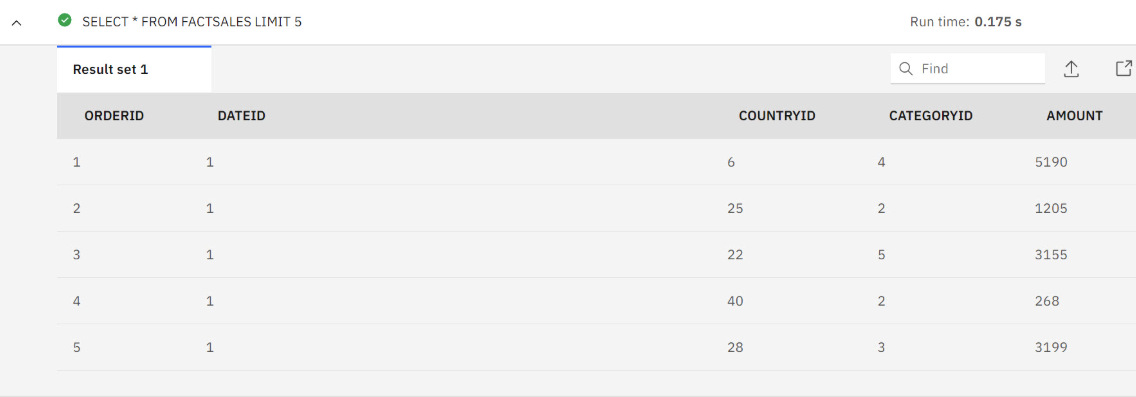 SELECT * FROM FACTSALES LIMIT 5 Run time: 0.175 s
Result set 1 Find
ORDERID DATEID COUNTRYID CATEGORYID AMOUNT
1 1 6 4 5190
2 1 25 2 1205
3 1 22 5 3155
4 1 40 2 268
5 1 28 3 3199